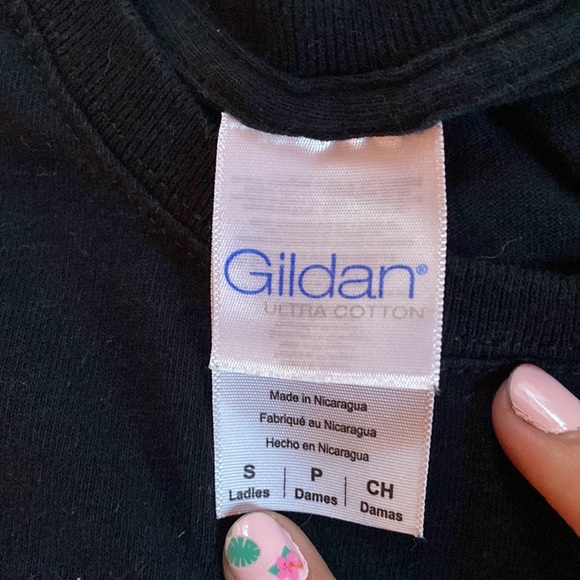 Gildan®
ULTRA COTTON
Made in Nicaragua
Fabriqué au Nicaragua
Hecho en Nicaragua
S | P | CH
Ladies | Dames | Damas